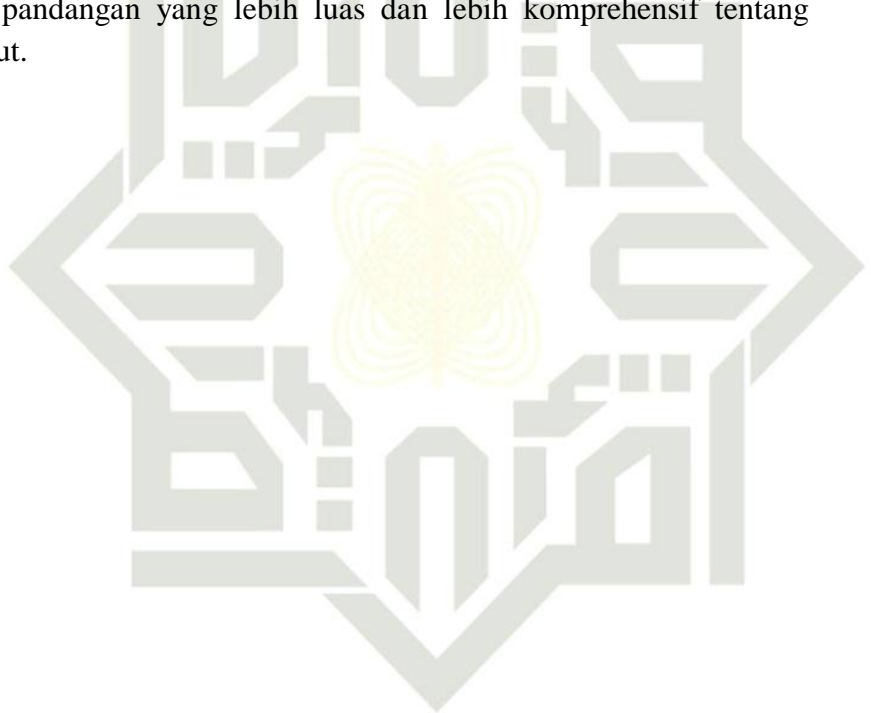 pandangan yang lebih luas dan lebih komprehensif tentang
ut.